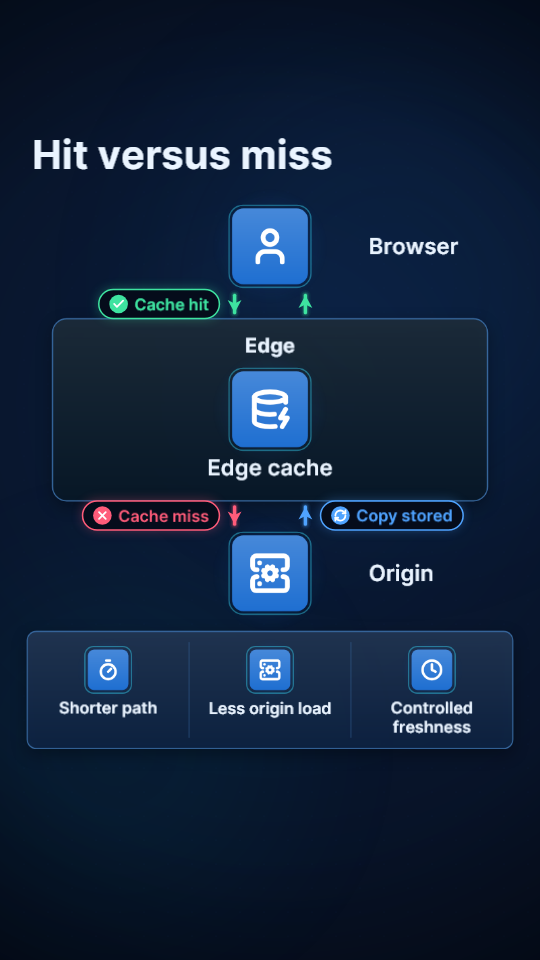 Hit versus miss
Browser
Cache hit
Edge
Edge cache
Cache miss
Copy stored
Origin
Shorter path
Less origin load
Controlled
freshness